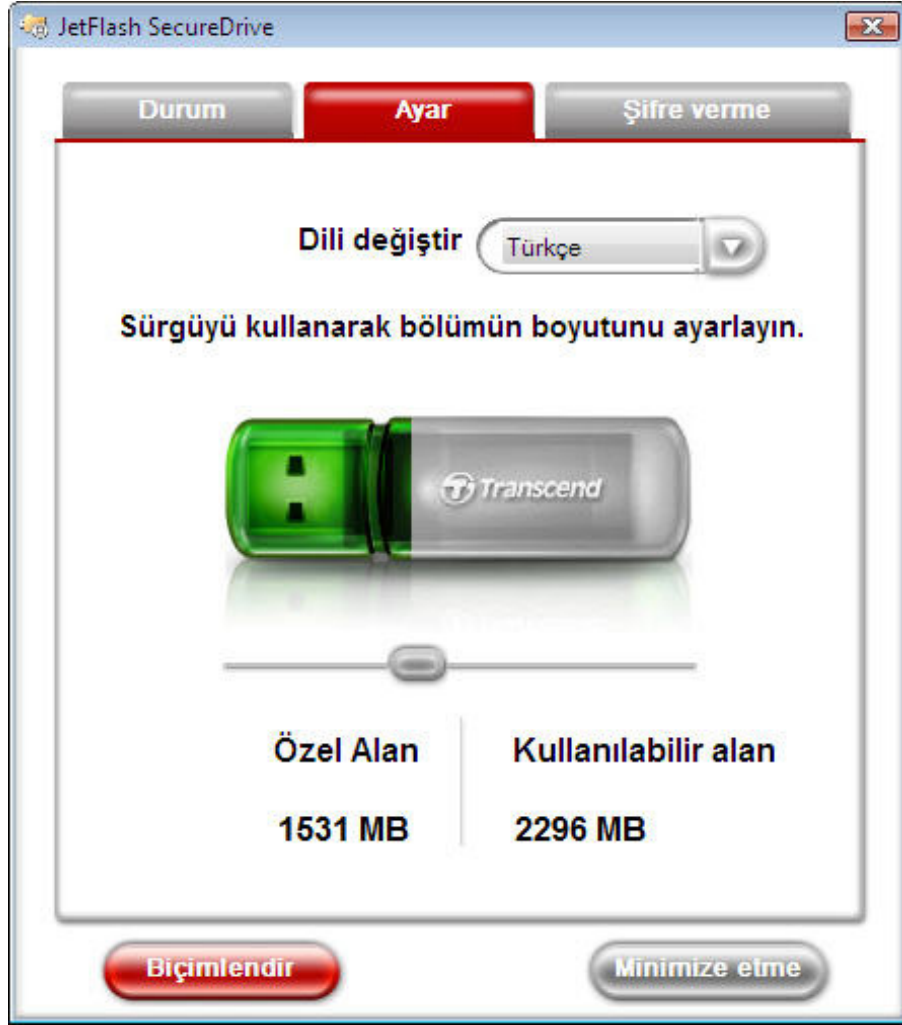 JetFlash SecureDrive
Durum Ayar Şifre verme
Dili değiştir Türkçe
Sürgüyü kullanarak bölümün boyutunu ayarlayın.
Transcend
Özel Alan Kullanılabilir alan
1531 MB 2296 MB
Biçimlendir Minimize etme